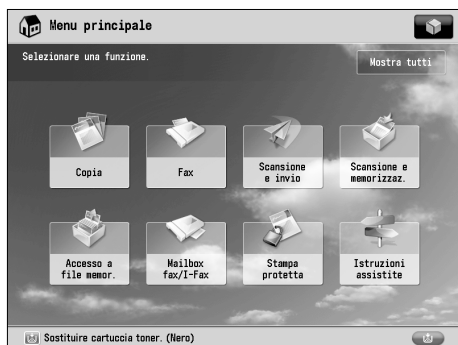 Menu principale
Selezionare una funzione.
Mostra tutti
Copia
Fax
Scansione
e invio
Scansione e
memorizzaz.
Accesso a
file memor.
Mailbox
fax/I-Fax
Stampa
protetta
Istruzioni
assistite
Sostituire cartuccia toner. (Nero)